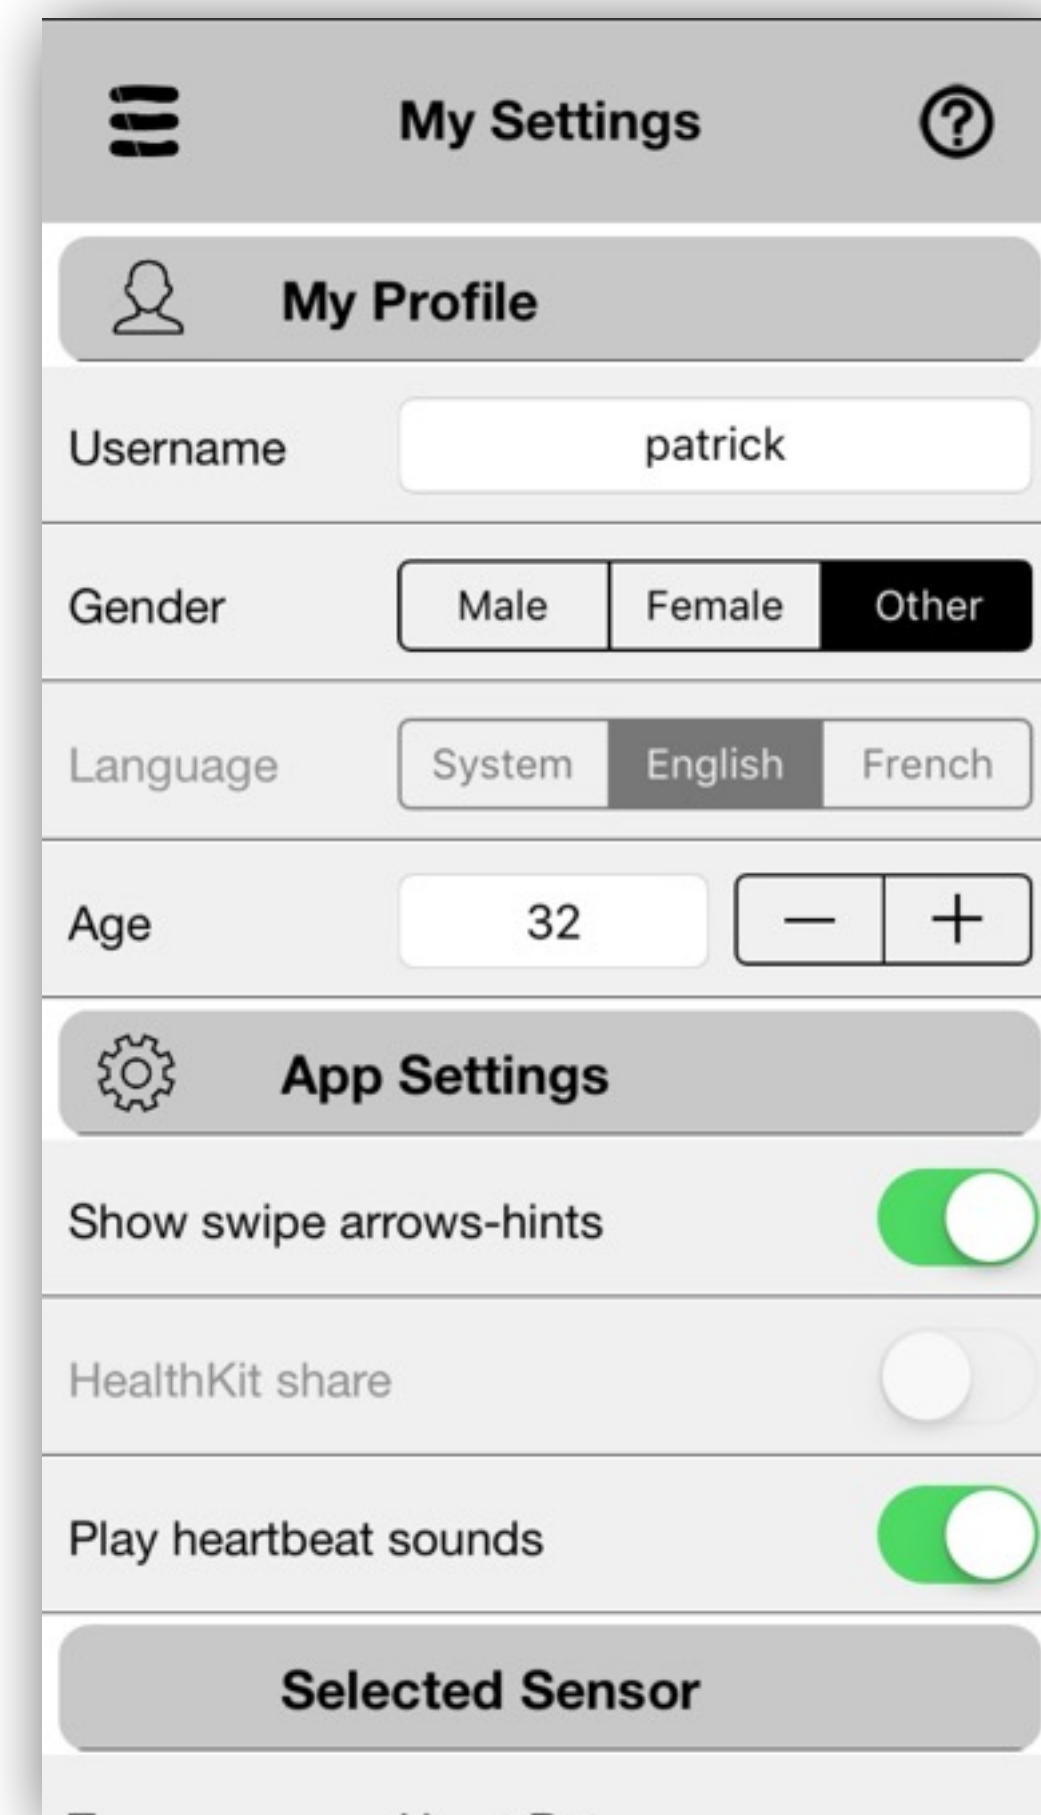 My Settings
My Profile
Username patrick
Gender Male Female Other
Language System English French
Age 32 − +
App Settings
Show swipe arrows-hints
HealthKit share
Play heartbeat sounds
Selected Sensor